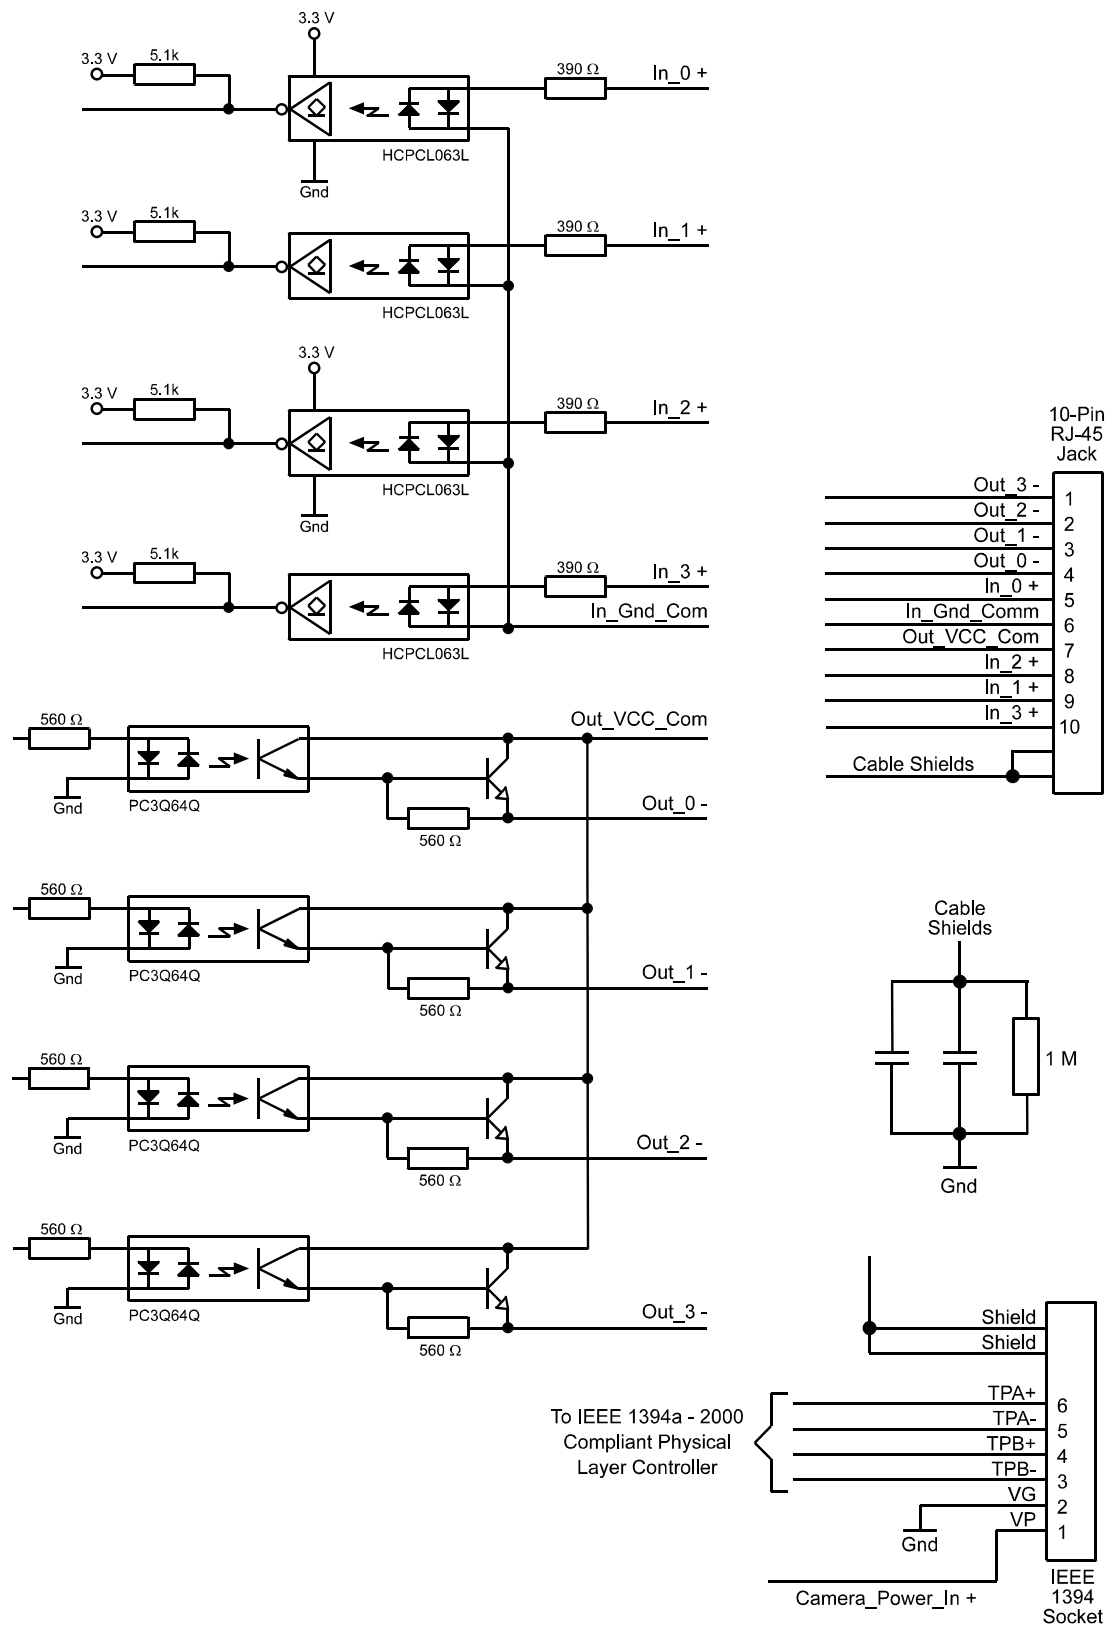 3.3 V
3.3 V
5.1k
390 Ω
In_0 +
HCPCL063L
Gnd
3.3 V
5.1k
390 Ω
In_1 +
HCPCL063L
3.3 V
3.3 V
5.1k
390 Ω
In_2 +
HCPCL063L
Gnd
3.3 V
5.1k
390 Ω
In_3 +
In_Gnd_Com
HCPCL063L
10-Pin
RJ-45
Jack
Out_3 -
1
Out_2 -
2
Out_1 -
3
Out_0 -
4
In_0 +
5
In_Gnd_Comm
6
Out_VCC_Com
7
In_2 +
8
In_1 +
9
In_3 +
10
Cable Shields
560 Ω
Out_VCC_Com
Gnd
PC3Q64Q
Out_0 -
560 Ω
560 Ω
Gnd
PC3Q64Q
Out_1 -
560 Ω
560 Ω
Gnd
PC3Q64Q
Out_2 -
560 Ω
560 Ω
Gnd
PC3Q64Q
Out_3 -
560 Ω
Cable
Shields
1 M
Gnd
Shield
Shield
To IEEE 1394a - 2000
Compliant Physical
Layer Controller
TPA+
6
TPA-
5
TPB+
4
TPB-
3
VG
2
VP
1
Gnd
Camera_Power_In +
IEEE
1394
Socket